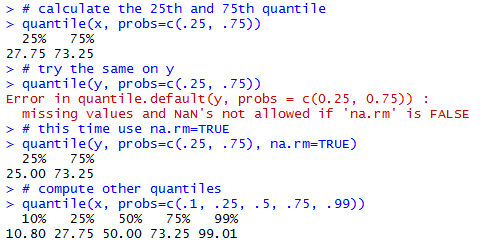 > # calculate the 25th and 75th quantile
> quantile(x, probs=c(.25, .75))
25% 75%
27.75 73.25
> # try the same on y
> quantile(y, probs=c(.25, .75))
Error in quantile.default(y, probs = c(0.25, 0.75)) :
missing values and NaN's not allowed if 'na.rm' is FALSE
> # this time use na.rm=TRUE
> quantile(y, probs=c(.25, .75), na.rm=TRUE)
25% 75%
25.00 73.25
> # compute other quantiles
> quantile(x, probs=c(.1, .25, .5, .75, .99))
10% 25% 50% 75% 99%
10.80 27.75 50.00 73.25 99.01